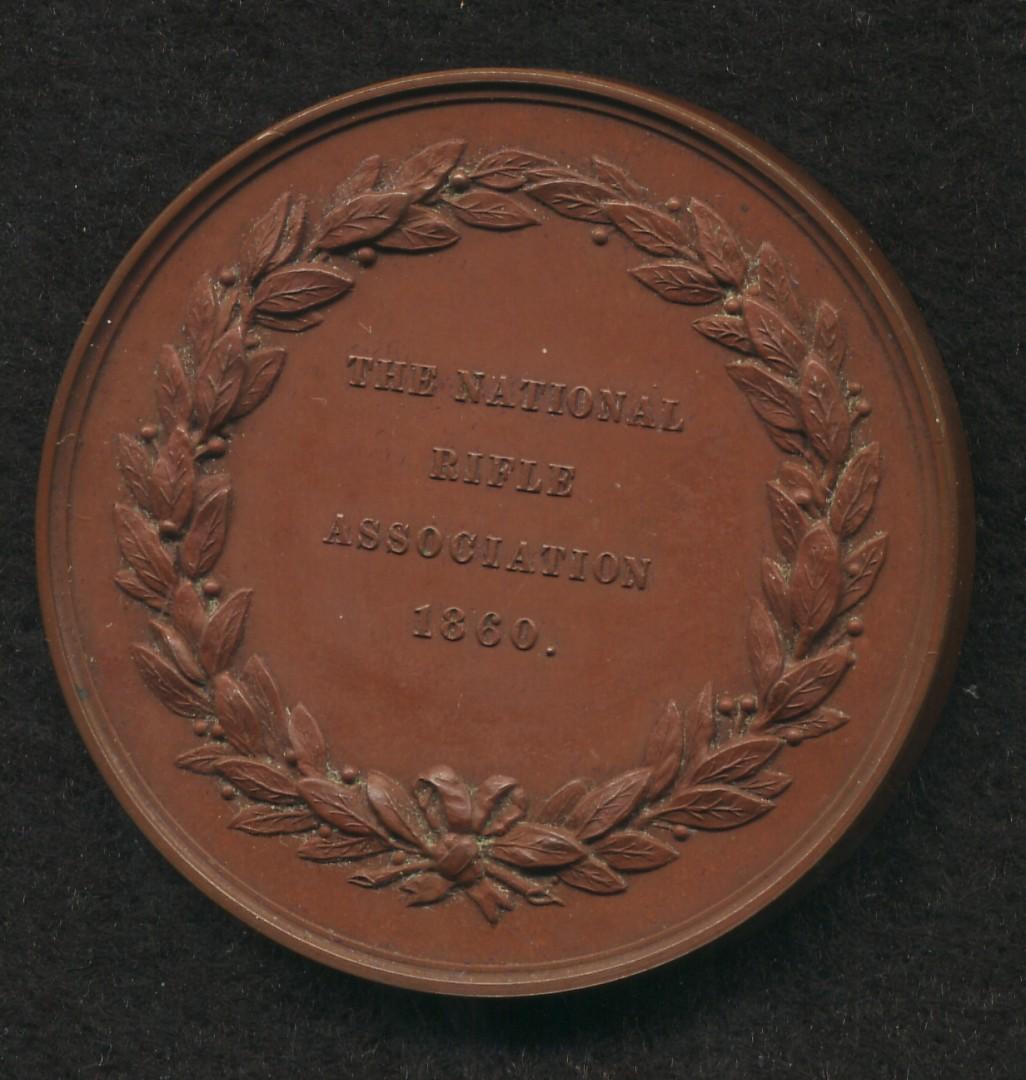 THE NATIONAL
RIFLE
ASSOCIATION
1860.